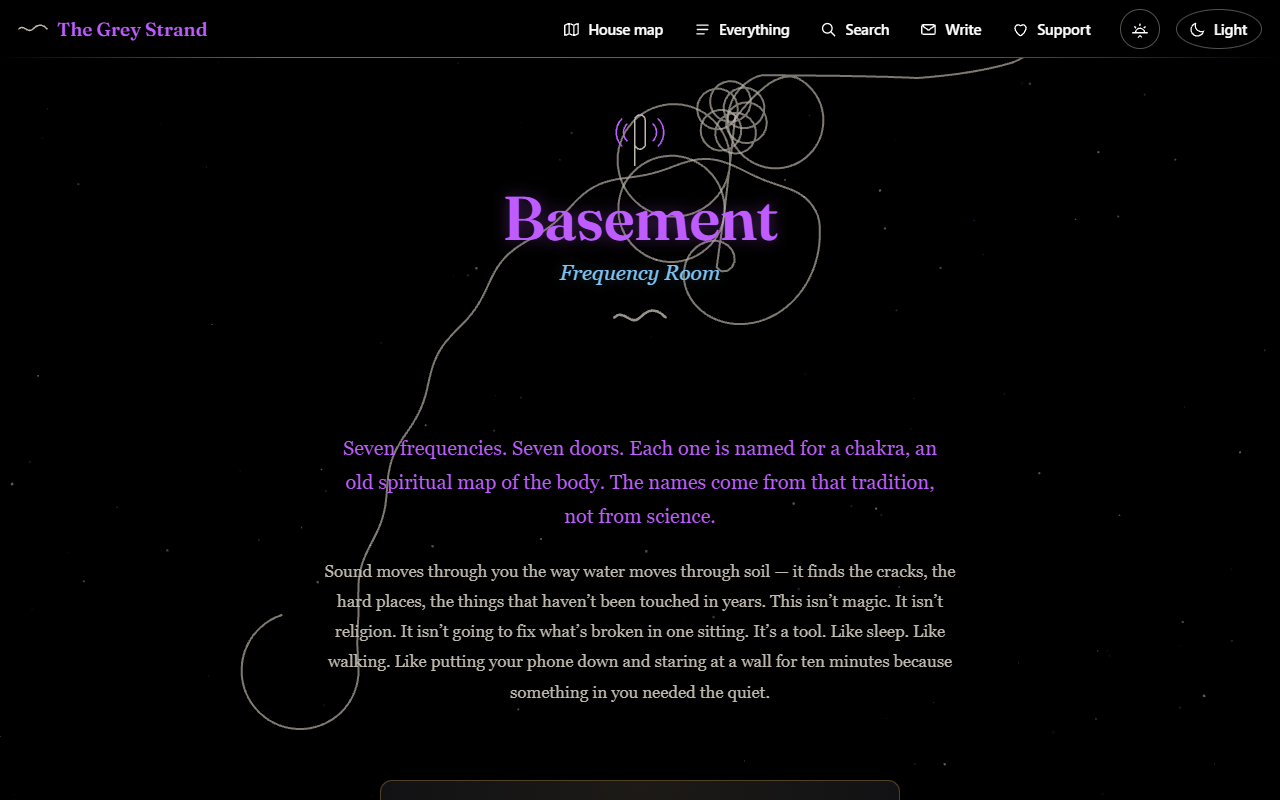 The Grey Strand
House map
Everything
Search
Write
Support
Light
Basement
Frequency Room
Seven frequencies. Seven doors. Each one is named for a chakra, an
old spiritual map of the body. The names come from that tradition,
not from science.
Sound moves through you the way water moves through soil — it finds the cracks, the
hard places, the things that haven’t been touched in years. This isn’t magic. It isn’t
religion. It isn’t going to fix what’s broken in one sitting. It’s a tool. Like sleep. Like
walking. Like putting your phone down and staring at a wall for ten minutes because
something in you needed the quiet.